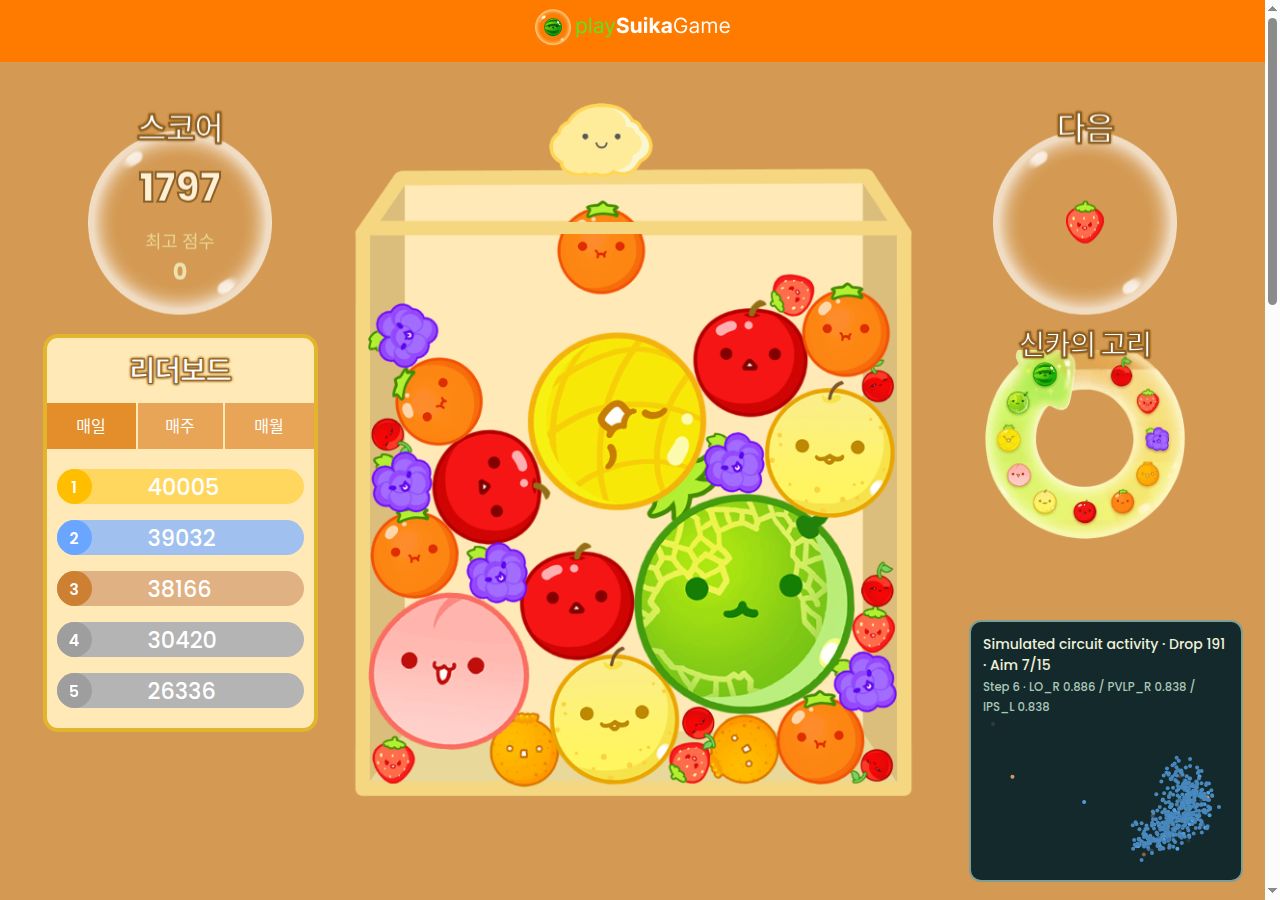 playSuikaGame
스코어
1797
최고 점수
0
다음
신카의 고리
리더보드
매일 매주 매월
1 40005
2 39032
3 38166
4 30420
5 26336
Simulated circuit activity · Drop 191
· Aim 7/15
Step 6 · LO_R 0.886 / PVLP_R 0.838 /
IPS_L 0.838